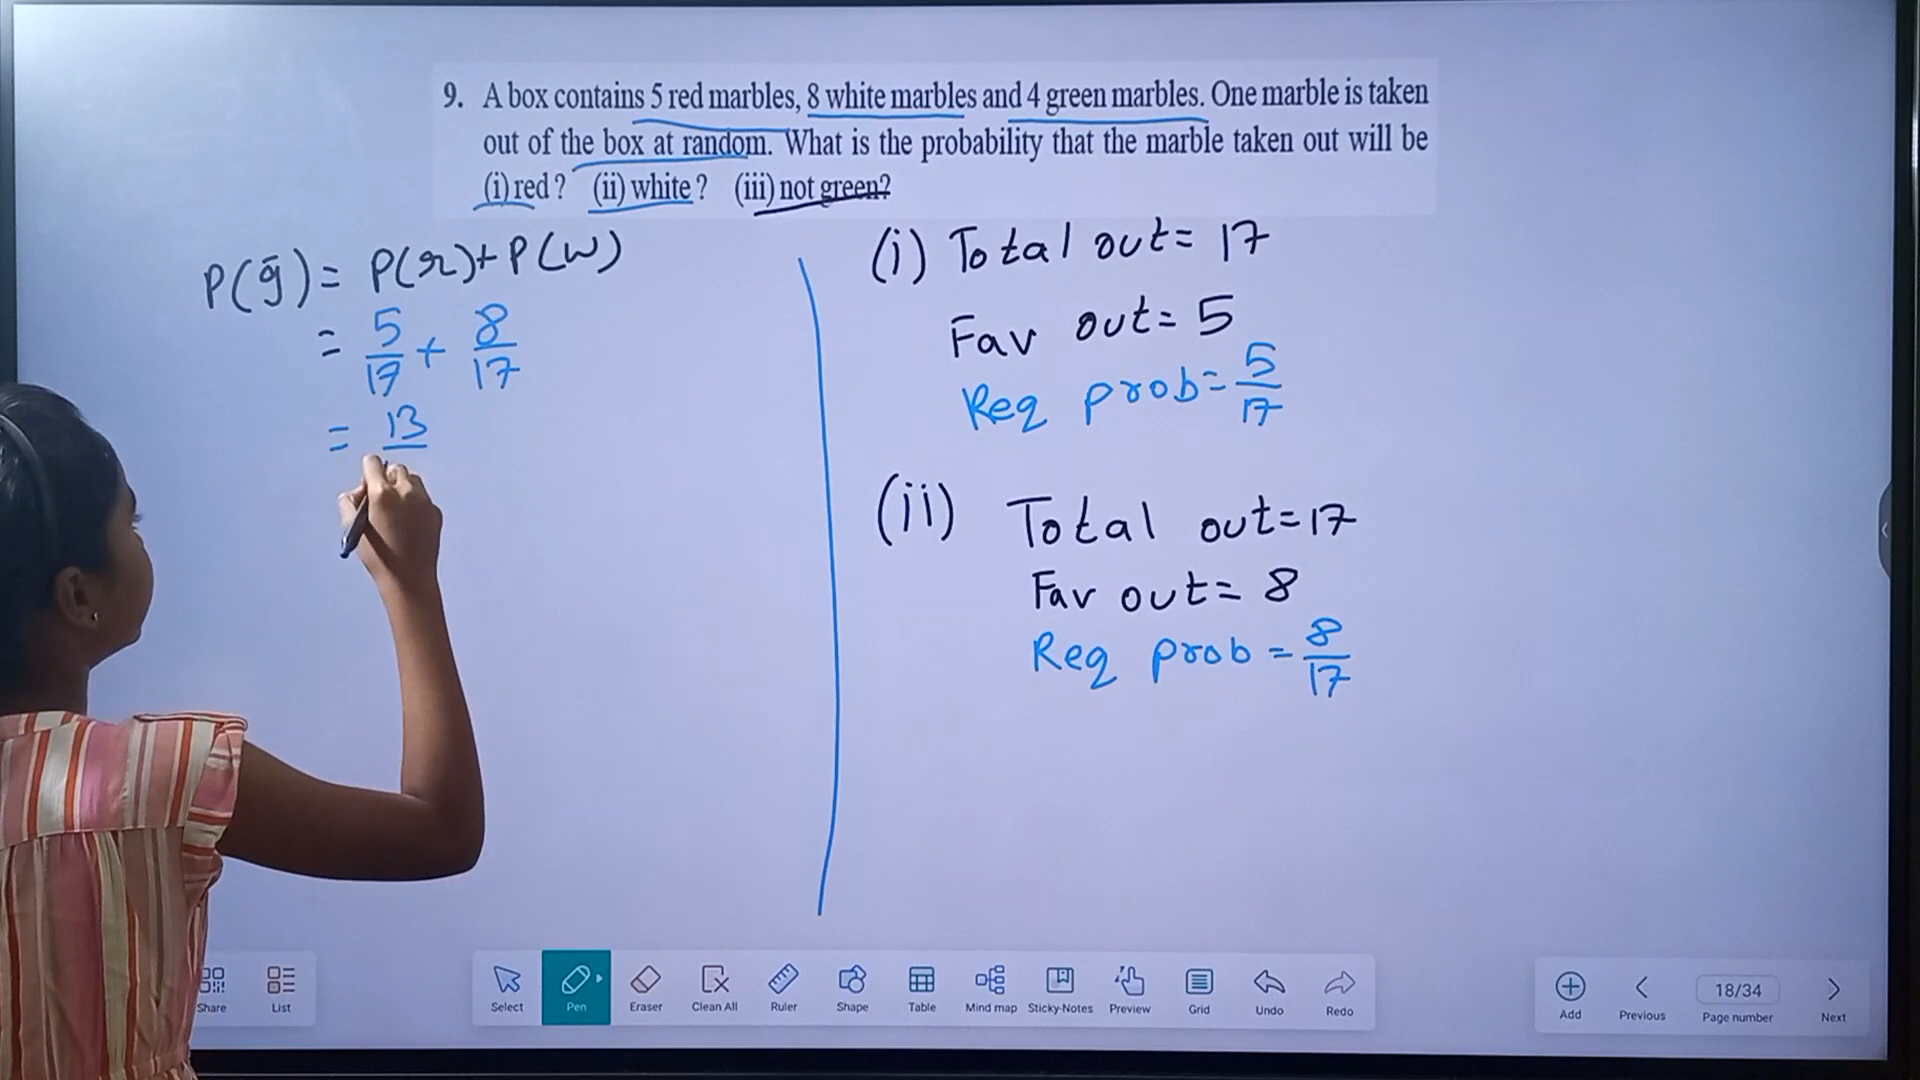 9. A box contains 5 red marbles, 8 white marbles and 4 green marbles. One marble is taken
out of the box at random. What is the probability that the marble taken out will be
(i) red? (ii) white? (iii) not green?
P(ḡ) = P(r)+P(w)
= 5/17 + 8/17
= 13
(i) Total out= 17
Fav out= 5
Req prob= 5/17
(ii) Total out=17
Fav out= 8
Req prob = 8/17
Share
List
Select
Pen
Eraser
Clean All
Ruler
Shape
Table
Mind map
Sticky-Notes
Preview
Grid
Undo
Redo
Add
Previous
18/34
Page number
Next